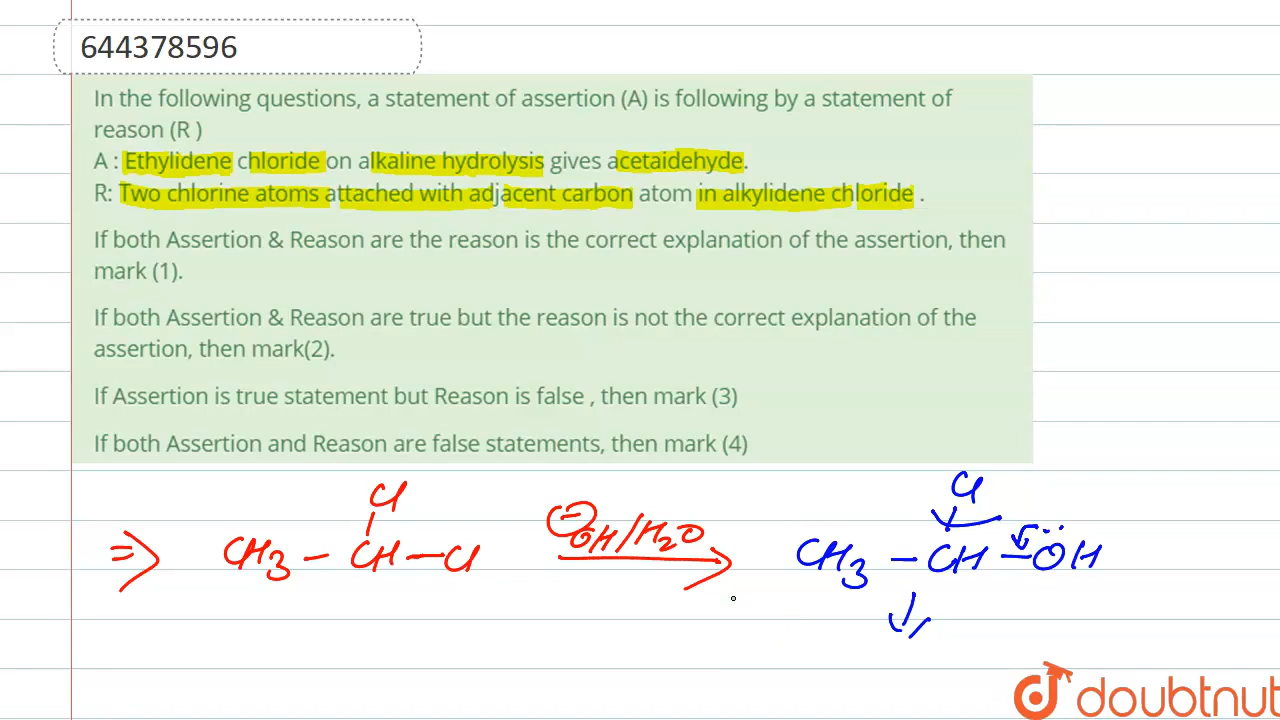 644378596
In the following questions, a statement of assertion (A) is following by a statement of
reason (R )
A : Ethylidene chloride on alkaline hydrolysis gives acetaidehyde.
R: Two chlorine atoms attached with adjacent carbon atom in alkylidene chloride .
If both Assertion & Reason are the reason is the correct explanation of the assertion, then
mark (1).
If both Assertion & Reason are true but the reason is not the correct explanation of the
assertion, then mark(2).
If Assertion is true statement but Reason is false , then mark (3)
If both Assertion and Reason are false statements, then mark (4)
Cl Cl
⇒ CH3 – CH – Cl ⊖OH/H2O → CH3 – CH – ÖH
doubtnut